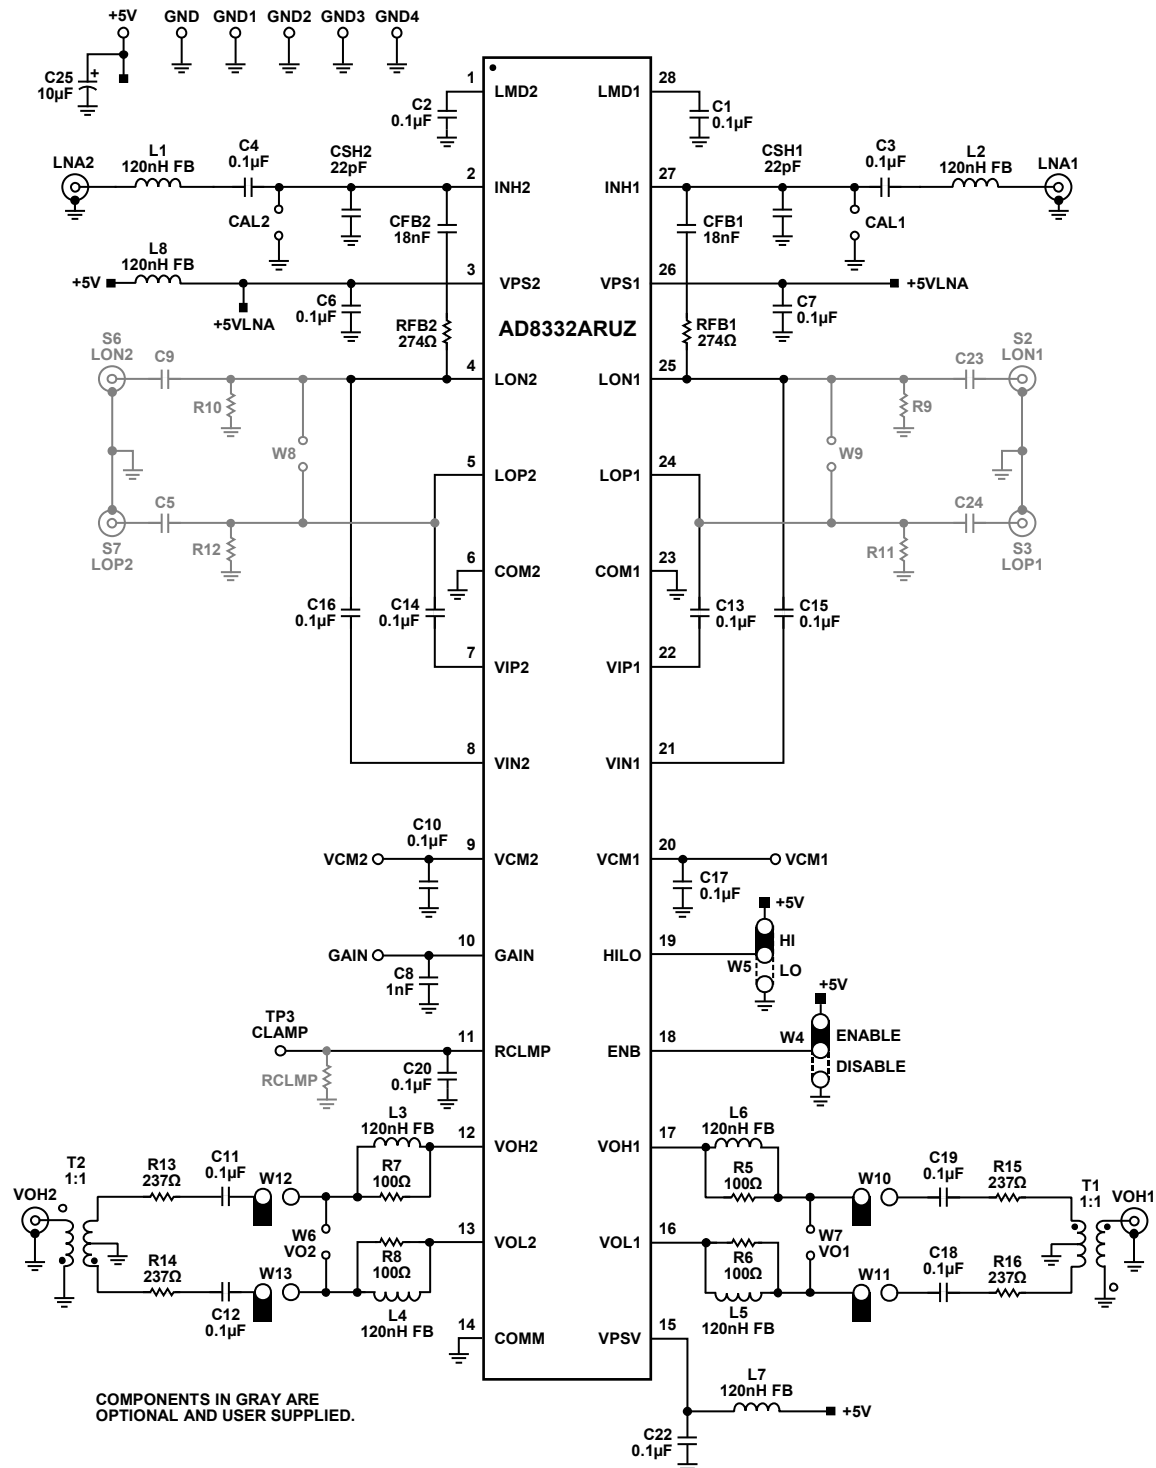 +5V
GND
GND1
GND2
GND3
GND4
C25
10µF
+
1
LMD2
LMD1
28
C2
0.1µF
C1
0.1µF
LNA2
L1
120nH FB
C4
0.1µF
CSH2
22pF
2
INH2
INH1
27
CSH1
22pF
C3
0.1µF
L2
120nH FB
LNA1
CAL2
CFB2
18nF
CFB1
18nF
CAL1
L8
120nH FB
+5V
3
VPS2
VPS1
26
+5VLNA
+5VLNA
C6
0.1µF
C7
0.1µF
RFB2
274Ω
AD8332ARUZ
RFB1
274Ω
S6
LON2
C9
4
LON2
LON1
25
C23
S2
LON1
R10
R9
W8
W9
5
LOP2
LOP1
24
C5
C24
S7
LOP2
R12
R11
S3
LOP1
6
COM2
COM1
23
C16
0.1µF
C14
0.1µF
C13
0.1µF
C15
0.1µF
7
VIP2
VIP1
22
8
VIN2
VIN1
21
C10
0.1µF
VCM2
9
VCM2
VCM1
20
VCM1
C17
0.1µF
+5V
GAIN
10
GAIN
HILO
19
HI
W5
LO
C8
1nF
+5V
TP3
CLAMP
11
RCLMP
ENB
18
W4
ENABLE
DISABLE
RCLMP
C20
0.1µF
L3
120nH FB
12
VOH2
VOH1
17
L6
120nH FB
VOH2
T2
1:1
R13
237Ω
C11
0.1µF
W12
R7
100Ω
R5
100Ω
W10
C19
0.1µF
R15
237Ω
T1
1:1
VOH1
W6
VO2
13
VOL2
VOL1
16
W7
VO1
R14
237Ω
C12
0.1µF
W13
R8
100Ω
L4
120nH FB
R6
100Ω
L5
120nH FB
W11
C18
0.1µF
R16
237Ω
14
COMM
VPSV
15
L7
120nH FB
+5V
C22
0.1µF
COMPONENTS IN GRAY ARE
OPTIONAL AND USER SUPPLIED.